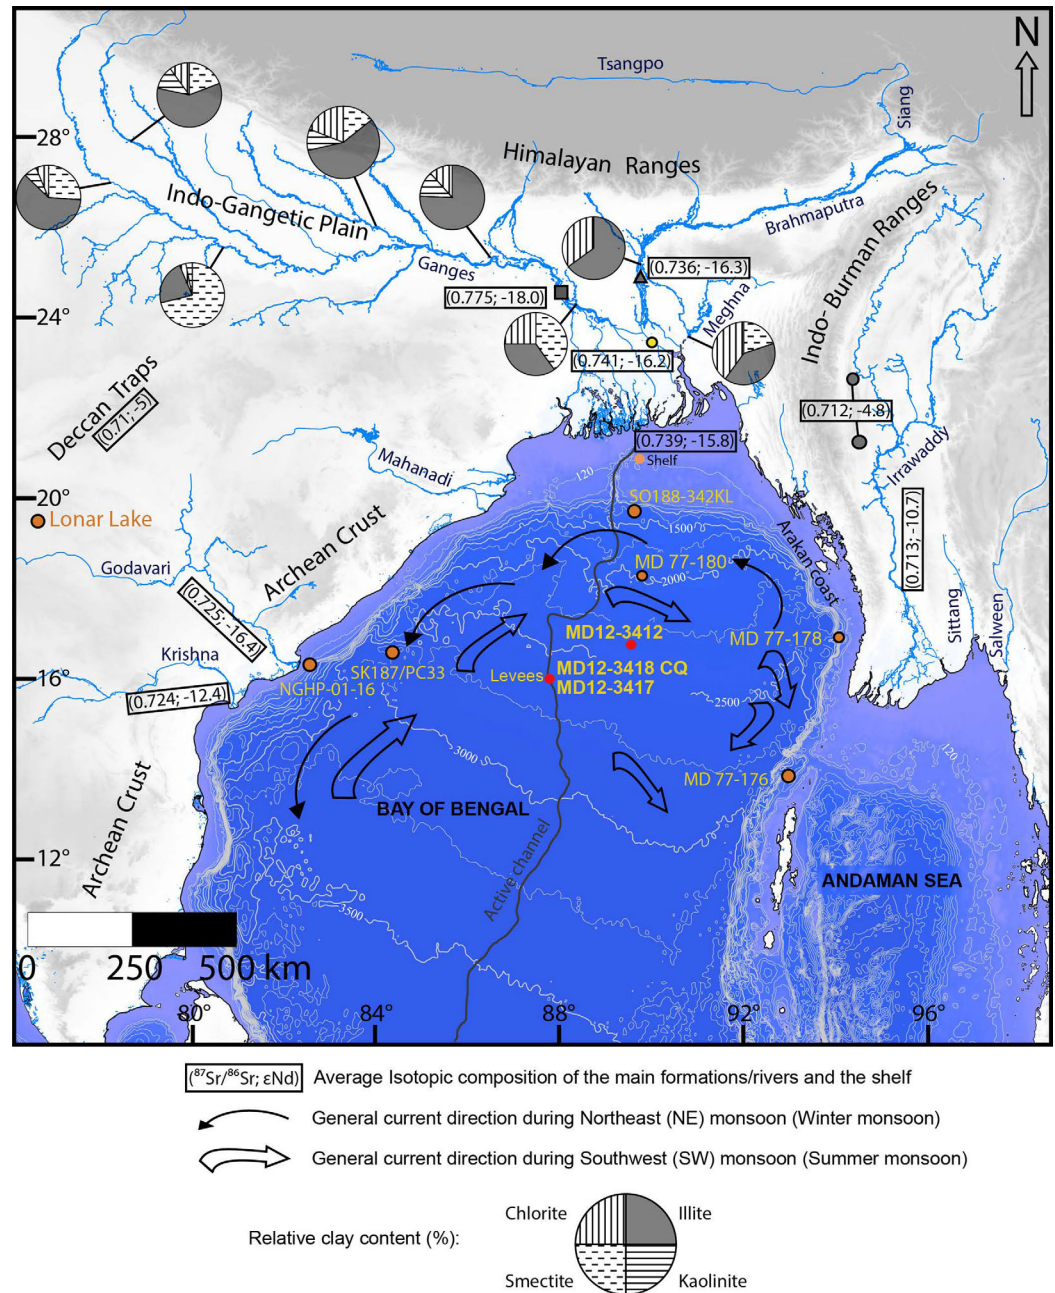 N
Tsangpo
Siang
28°
Himalayan Ranges
Indo-Gangetic Plain
Brahmaputra
Indo- Burman Ranges
Ganges
(0.736; -16.3)
(0.775; -18.0)
Meghna
24°
(0.741; -16.2)
Deccan Traps
(0.71; -5)
(0.712; -4.8)
Irrawaddy
(0.739; -15.8)
Shelf
Mahanadi
120
20°
SO188-342KL
Lonar Lake
1500
Archean Crust
Arakan coast
(0.713; -10.7)
Godavari
MD 77-180
2000
Sittang
Salween
(0.725; -16.4)
MD12-3412
MD 77-178
Krishna
SK187/PC33
16°
NGHP-01-16
Levees
MD12-3418 CQ
MD12-3417
(0.724; -12.4)
2500
3000
120
MD 77-176
BAY OF BENGAL
Archean Crust
12°
Active channel
ANDAMAN SEA
3500
0 250 500 km
80° 84° 88° 92° 96°
(⁸⁷Sr/⁸⁶Sr; εNd) Average Isotopic composition of the main formations/rivers and the shelf
General current direction during Northeast (NE) monsoon (Winter monsoon)
General current direction during Southwest (SW) monsoon (Summer monsoon)
Chlorite Illite
Relative clay content (%):
Smectite Kaolinite